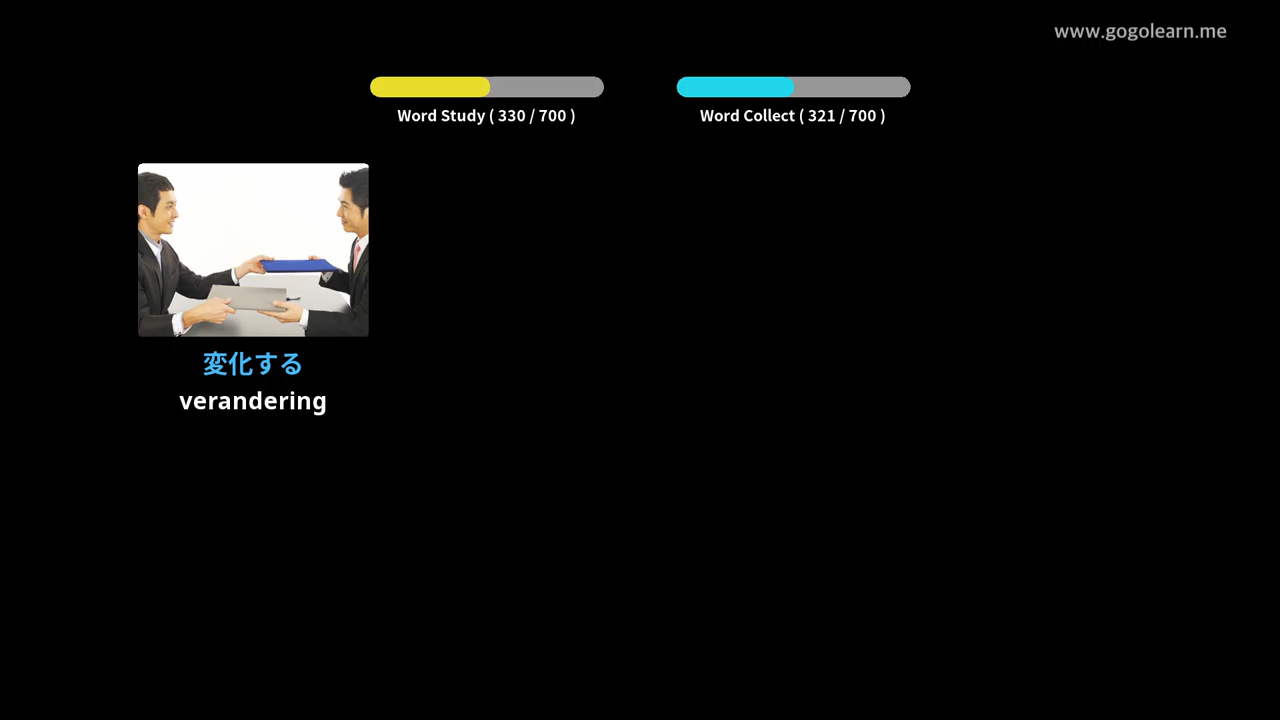 www.gogolearn.me
Word Study ( 330 / 700 )
Word Collect ( 321 / 700 )
変化する
verandering